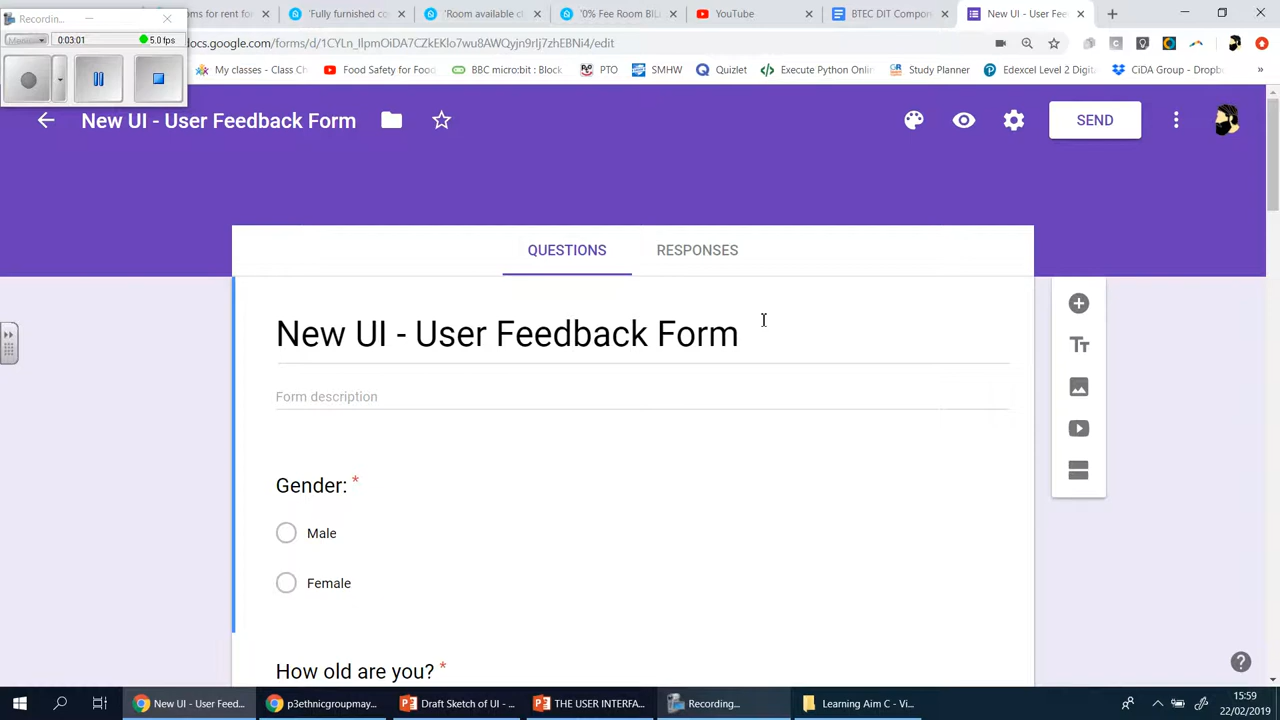 Recordin...
ms for rent fo
'Fully furnished co
'Room available cl
'0% Fee Room BILL
YouTube
BTEC DIT Compon
New UI - User Fee
0:03:01
5.0 fps
docs.google.com/forms/d/1CYLn_IlpmOiDA7CZkEKlo7wu8AWQyjn9rIJ7zhEBNi4/edit
My classes - Class Ch
Food Safety for Food
BBC micro:bit : Block
PTO
SMHW
Quizlet
Execute Python Onlin
Study Planner
Edexcel Level 2 Digit
CiDA Group - Dropb
New UI - User Feedback Form
SEND
QUESTIONS
RESPONSES
New UI - User Feedback Form
Form description
Gender: *
Male
Female
How old are you? *
New UI - User Feed...
p3ethnicgroupmay...
Draft Sketch of UI - ...
THE USER INTERFA...
Recording...
Learning Aim C - Vi...
15:59
22/02/2019